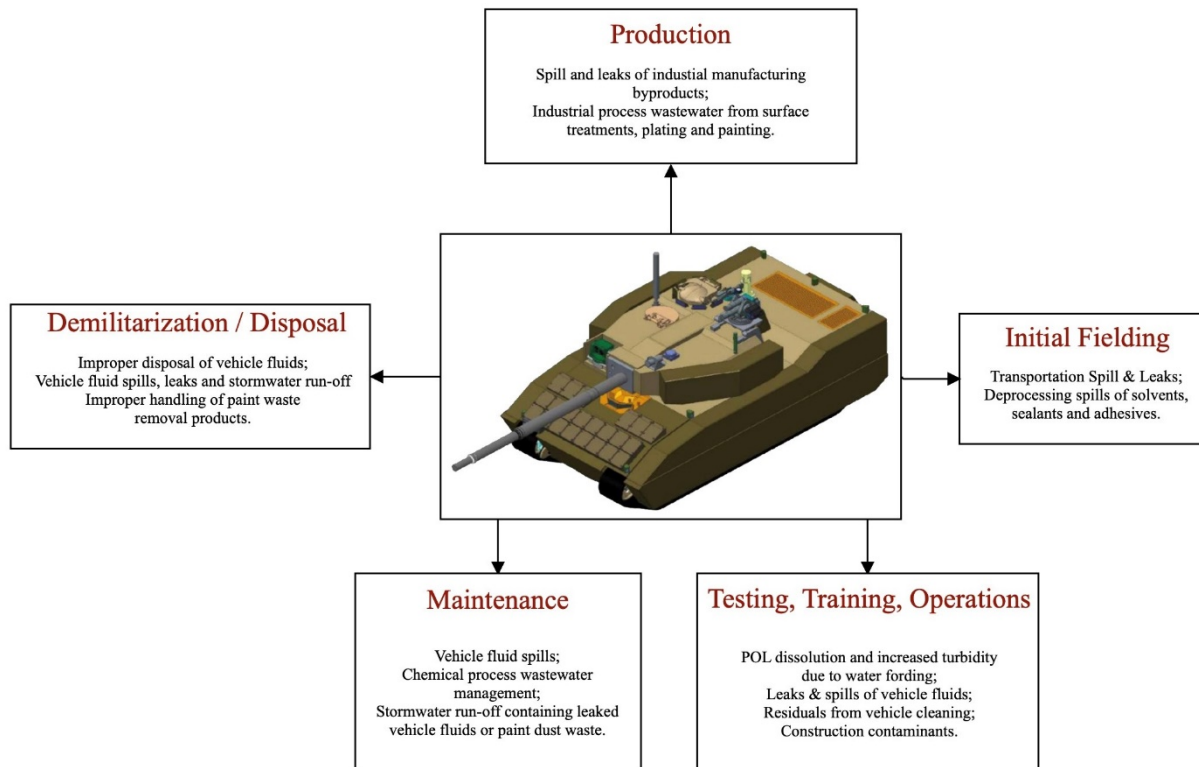 Production
Spill and leaks of industial manufacturing
byproducts;
Industrial process wastewater from surface
treatments, plating and painting.
Demilitarization / Disposal
Improper disposal of vehicle fluids;
Vehicle fluid spills, leaks and stormwater run-off
Improper handling of paint waste
removal products.
Initial Fielding
Transportation Spill & Leaks;
Deprocessing spills of solvents,
sealants and adhesives.
Maintenance
Vehicle fluid spills;
Chemical process wastewater
management;
Stormwater run-off containing leaked
vehicle fluids or paint dust waste.
Testing, Training, Operations
POL dissolution and increased turbidity
due to water fording;
Leaks & spills of vehicle fluids;
Residuals from vehicle cleaning;
Construction contaminants.